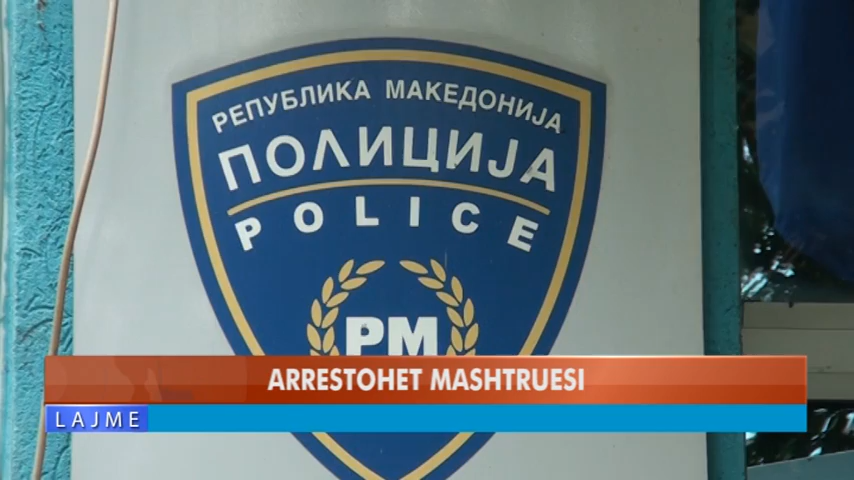 РЕПУБЛИКА МАКЕДОНИЈА
ПОЛИЦИЈА
POLICE
PM
ARRESTOHET MASHTRUESI
LAJME